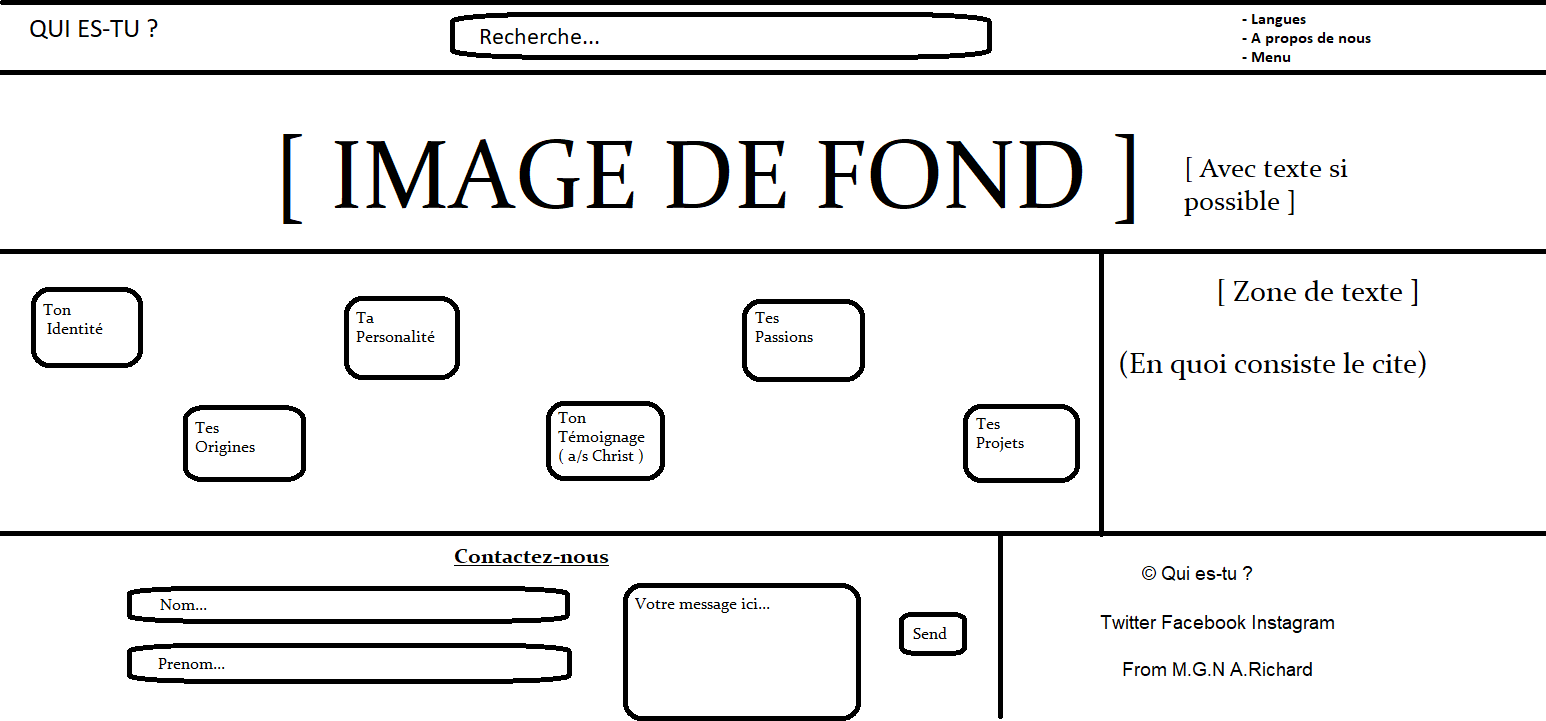 QUI ES-TU ?
Recherche...
- Langues
- A propos de nous
- Menu
[ IMAGE DE FOND ]
[ Avec texte si
possible ]
Ton
Identité
Ta
Personalité
Tes
Passions
Tes
Origines
Ton
Témoignage
( a/s Christ )
Tes
Projets
[ Zone de texte ]
(En quoi consiste le cite)
Contactez-nous
Nom...
Prenom...
Votre message ici...
Send
© Qui es-tu ?
Twitter Facebook Instagram
From M.G.N A.Richard